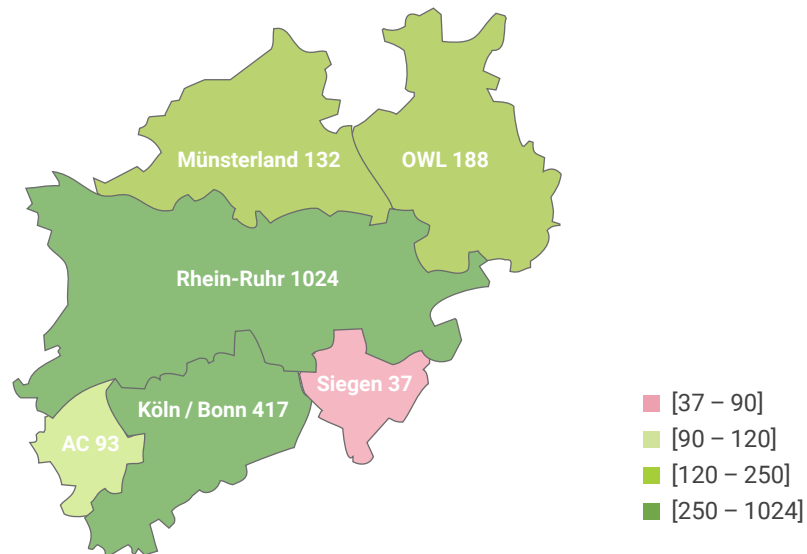 Münsterland 132
OWL 188
Rhein-Ruhr 1024
Siegen 37
Köln / Bonn 417
AC 93
[37 – 90]
[90 – 120]
[120 – 250]
[250 – 1024]